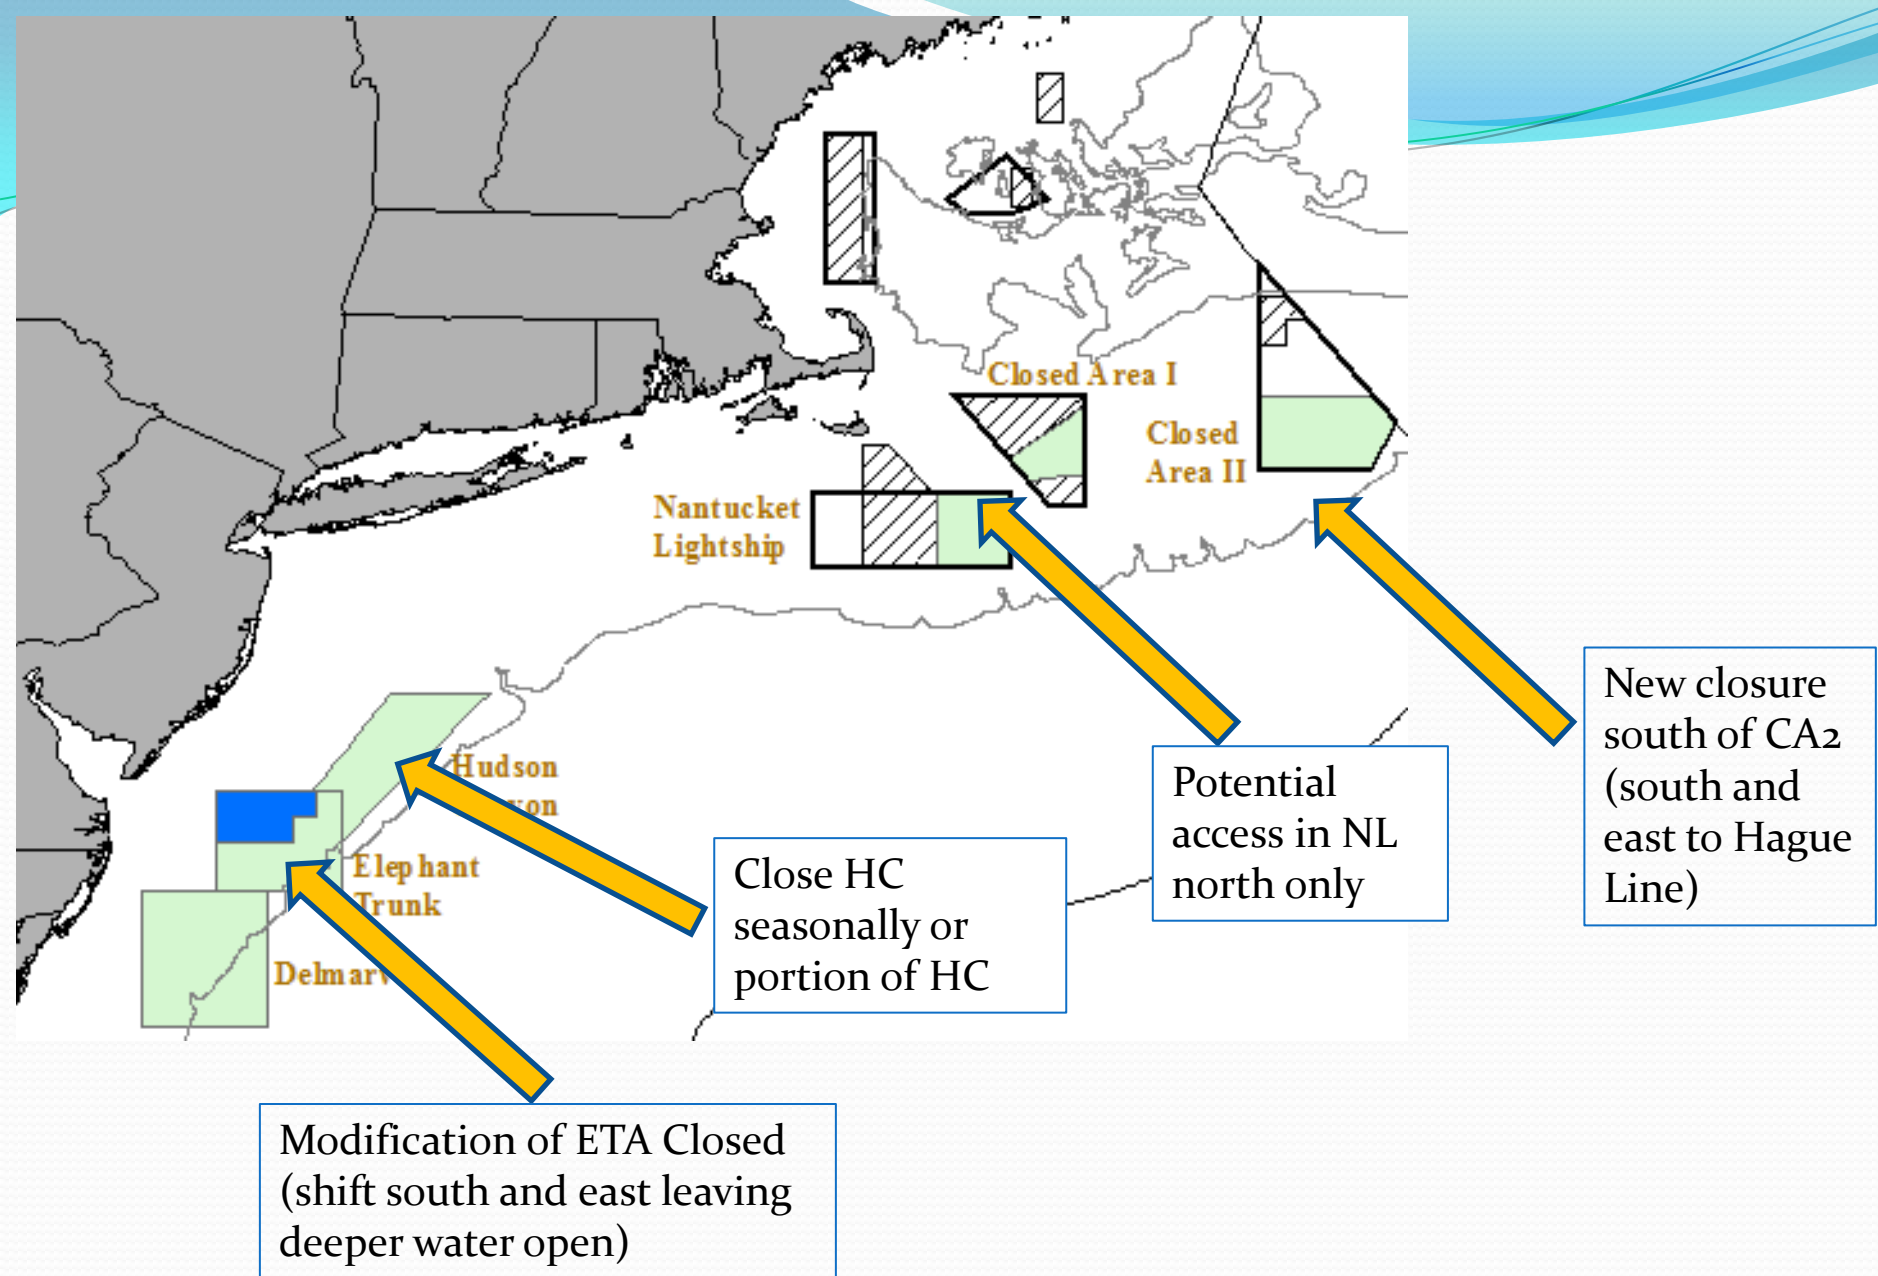 Closed Area I
Closed
Area II
Nantucket
Lightship
Hudson
Elephant
Trunk
New closure
south of CA2
(south and
east to Hague
Line)
Potential
access in NL
north only
Close HC
seasonally or
portion of HC
Modification of ETA Closed
(shift south and east leaving
deeper water open)